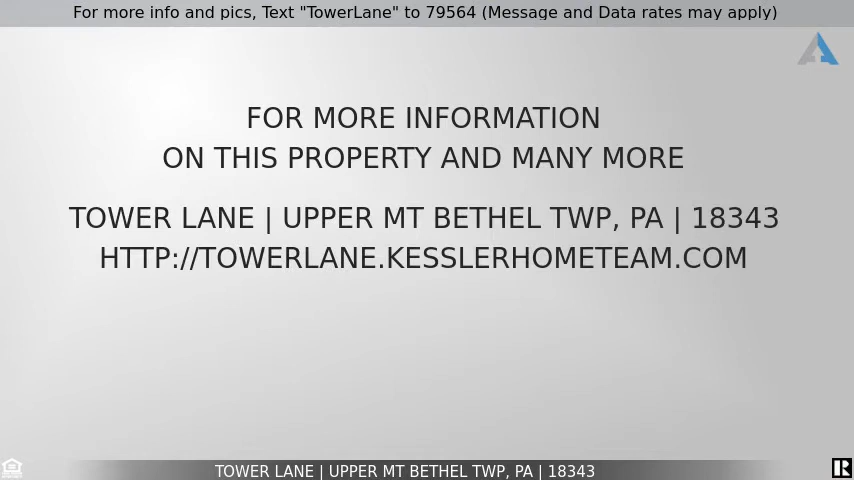 For more info and pics, Text "TowerLane" to 79564 (Message and Data rates may apply)
FOR MORE INFORMATION
ON THIS PROPERTY AND MANY MORE
TOWER LANE | UPPER MT BETHEL TWP, PA | 18343
HTTP://TOWERLANE.KESSLERHOMETEAM.COM
TOWER LANE | UPPER MT BETHEL TWP, PA | 18343